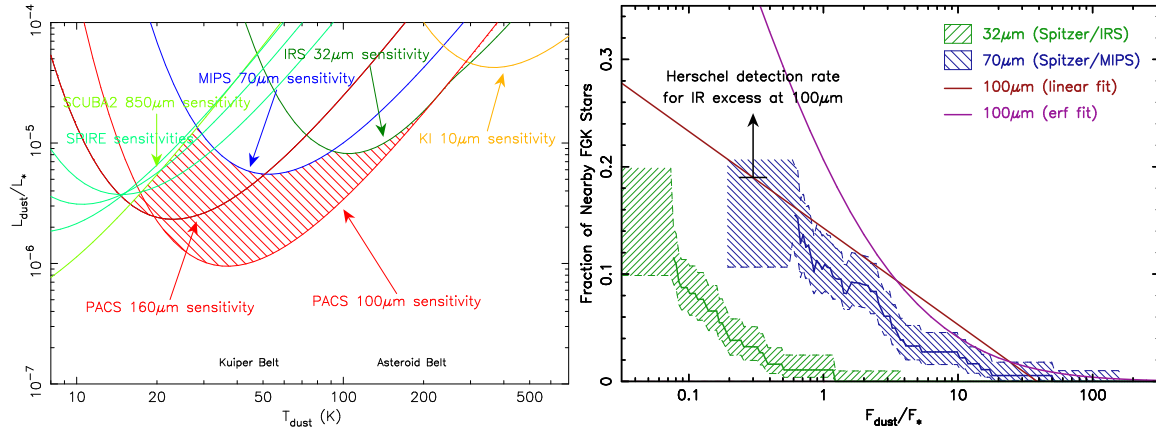 10⁻⁴
10⁻⁵
10⁻⁶
10⁻⁷
L_dust/L_*
IRS 32μm sensitivity
MIPS 70μm sensitivity
SCUBA2 850μm sensitivity
SPIRE sensitivities
KI 10μm sensitivity
PACS 160μm sensitivity
PACS 100μm sensitivity
Kuiper Belt
Asteroid Belt
10
20
50
100
200
500
T_dust (K)
0.3
0.2
0.1
0
Fraction of Nearby FGK Stars
Herschel detection rate
for IR excess at 100μm
32μm (Spitzer/IRS)
70μm (Spitzer/MIPS)
100μm (linear fit)
100μm (erf fit)
0.1
1
10
100
F_dust/F_*